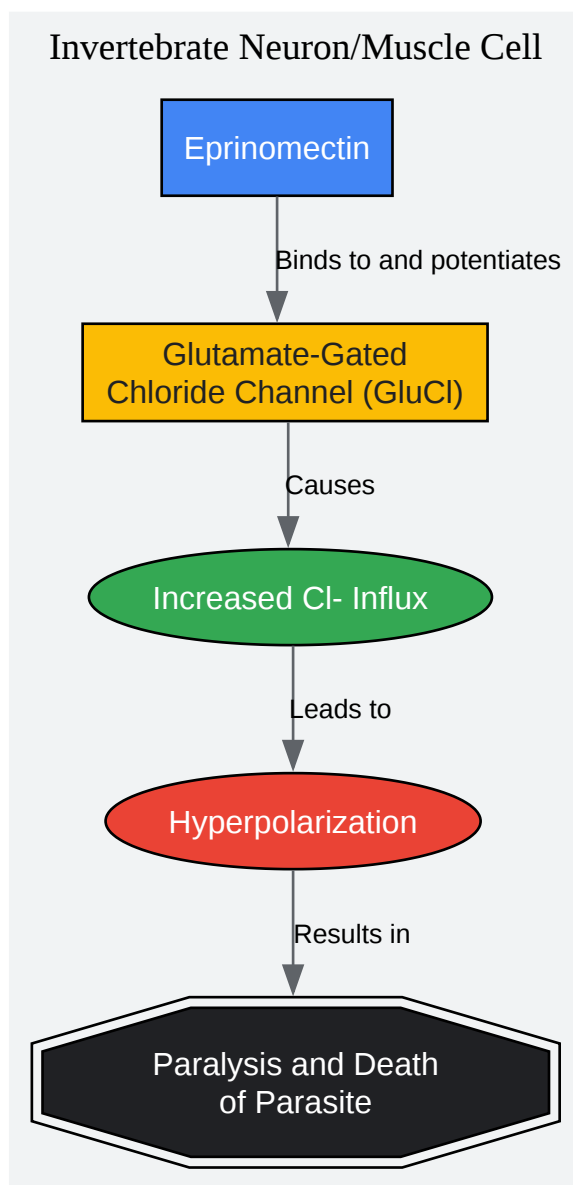 Invertebrate Neuron/Muscle Cell
Eprinomectin
Binds to and potentiates
Glutamate-Gated
Chloride Channel (GluCl)
Causes
Increased Cl- Influx
Leads to
Hyperpolarization
Results in
Paralysis and Death
of Parasite